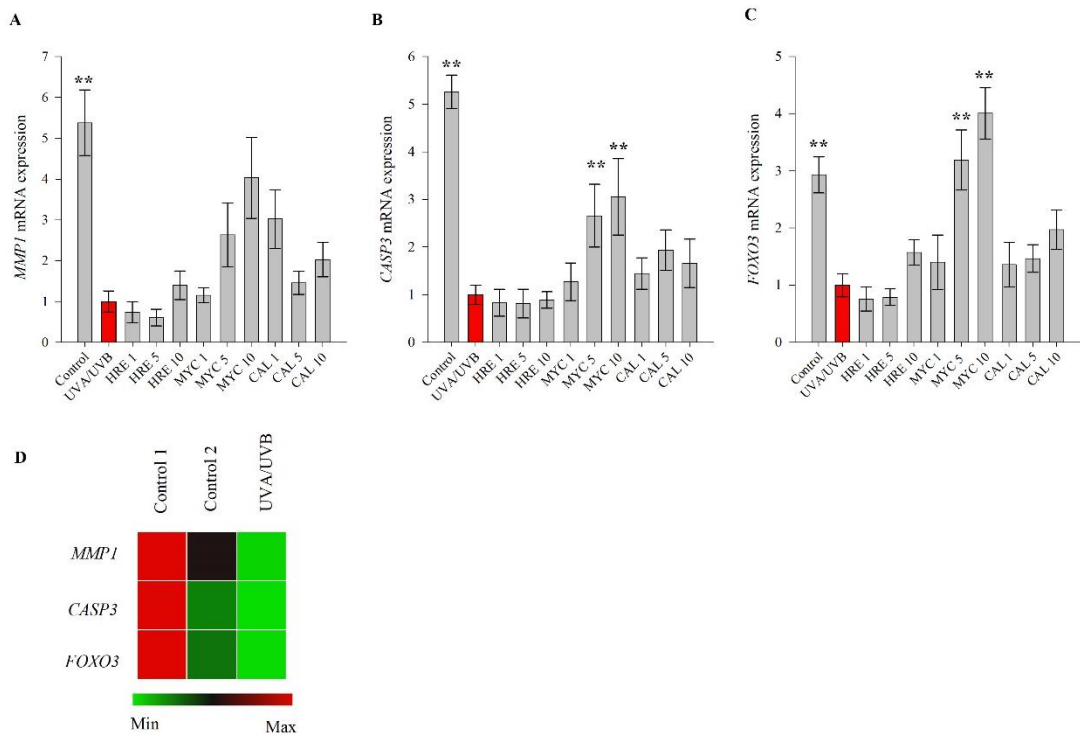 A
MMP1 mRNA expression
7
6
5
4
3
2
1
0
**
Control
UVA/UVB
HRE 1
HRE 5
HRE 10
MYC 1
MYC 5
MYC 10
CAL 1
CAL 5
CAL 10
B
CASP3 mRNA expression
6
5
4
3
2
1
0
**
**
**
Control
UVA/UVB
HRE 1
HRE 5
HRE 10
MYC 1
MYC 5
MYC 10
CAL 1
CAL 5
CAL 10
C
FOXO3 mRNA expression
5
4
3
2
1
0
**
**
**
Control
UVA/UVB
HRE 1
HRE 5
HRE 10
MYC 1
MYC 5
MYC 10
CAL 1
CAL 5
CAL 10
D
Control 1
Control 2
UVA/UVB
MMP1
CASP3
FOXO3
Min
Max